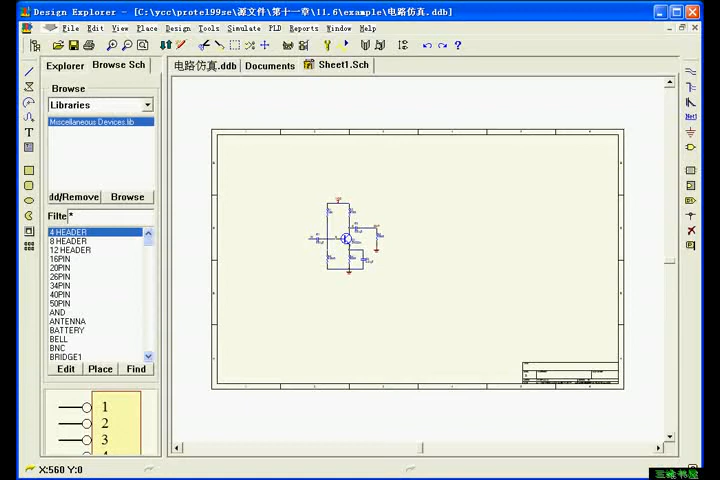 Design Explorer - [C:\ycc\protel99se\源文件\第十一章\11.6\example\电路仿真.ddb]
File Edit View Place Design Tools Simulate PLD Reports Window Help
Explorer Browse Sch 电路仿真.ddb Documents Sheet1.Sch
Browse
Libraries
Miscellaneous Devices.lib
dd/Remove Browse
Filte *
4 HEADER
8 HEADER
12 HEADER
16PIN
20PIN
26PIN
34PIN
40PIN
50PIN
AND
ANTENNA
BATTERY
BELL
BNC
BRIDGE1
Edit Place Find
1
2
3
X:560 Y:0
三维书屋